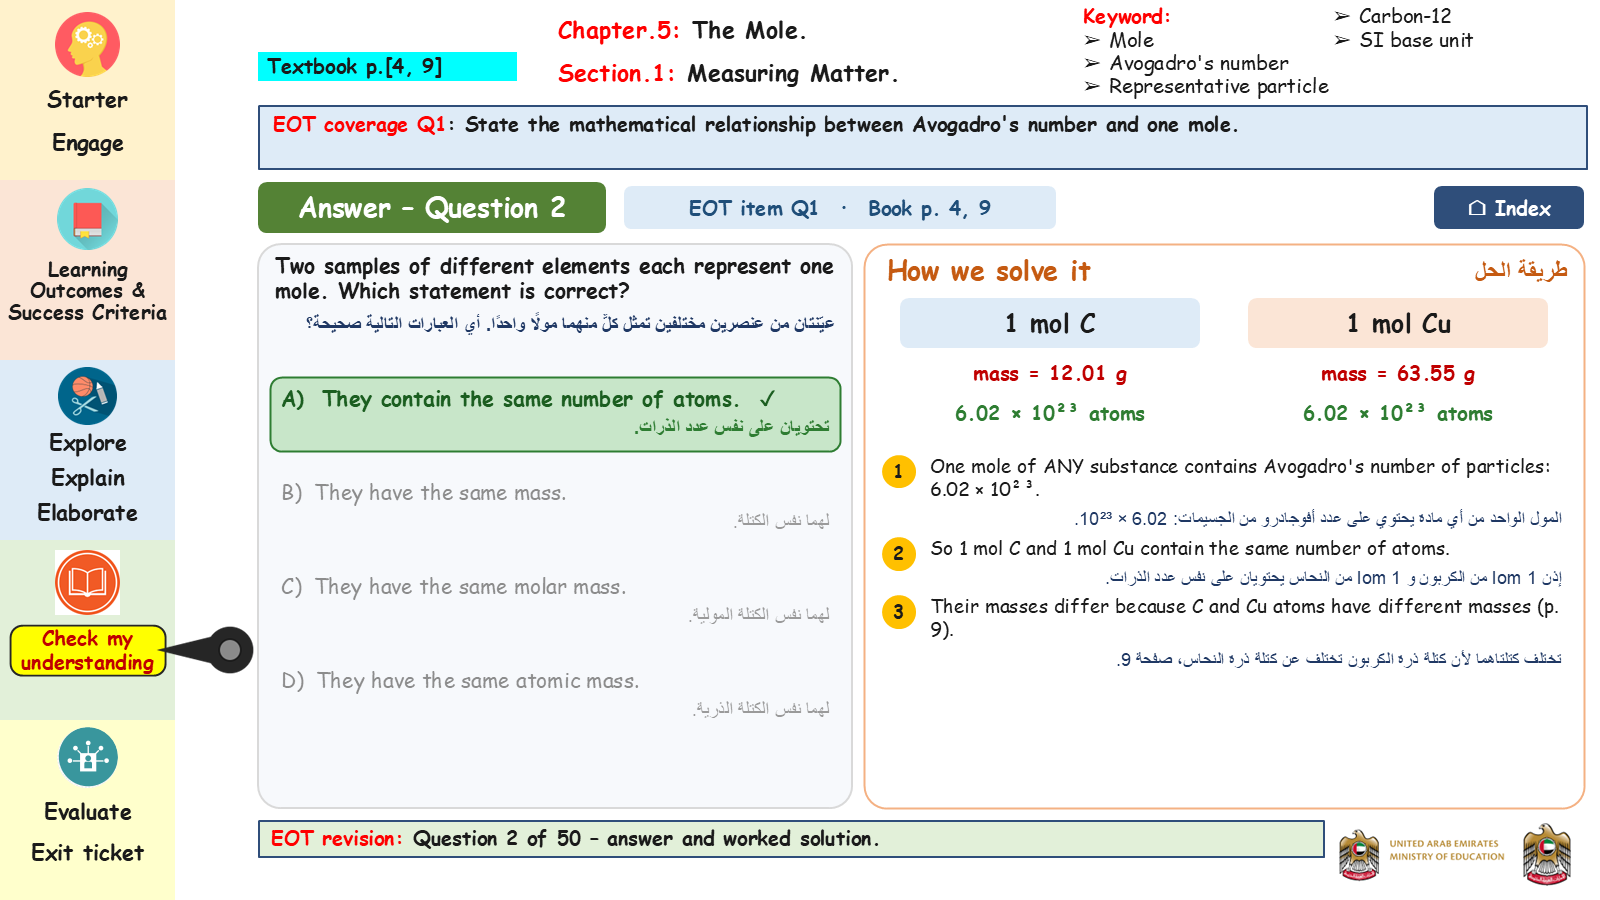 Starter
Engage
Learning
Outcomes &
Success Criteria
Explore
Explain
Elaborate
Check my
understanding
Evaluate
Exit ticket
Textbook p.[4, 9]
Chapter.5: The Mole.
Section.1: Measuring Matter.
Keyword:
➢ Mole
➢ Avogadro's number
➢ Representative particle
➢ Carbon-12
➢ SI base unit
EOT coverage Q1: State the mathematical relationship between Avogadro's number and one mole.
Answer – Question 2
EOT item Q1 · Book p. 4, 9
Index
Two samples of different elements each represent one
mole. Which statement is correct?
عيّنتان من عنصرين مختلفين تمثل كلٌ منهما مولًا واحدًا. أي العبارات التالية صحيحة؟
A) They contain the same number of atoms. ✓
تحتويان على نفس عدد الذرات.
B) They have the same mass.
لهما نفس الكتلة.
C) They have the same molar mass.
لهما نفس الكتلة المولية.
D) They have the same atomic mass.
لهما نفس الكتلة الذرية.
How we solve it
طريقة الحل
1 mol C
1 mol Cu
mass = 12.01 g
mass = 63.55 g
6.02 × 10²³ atoms
6.02 × 10²³ atoms
1 One mole of ANY substance contains Avogadro's number of particles:
6.02 × 10²³.
المول الواحد من أي مادة يحتوي على عدد أفوجادرو من الجسيمات: 6.02 × 10²³.
2 So 1 mol C and 1 mol Cu contain the same number of atoms.
إذن 1 lom من الكربون و 1 lom من النحاس يحتويان على نفس عدد الذرات.
3 Their masses differ because C and Cu atoms have different masses (p.
9).
تختلف كتلتاهما لأن كتلة ذرة الكربون تختلف عن كتلة ذرة النحاس، صفحة 9.
EOT revision: Question 2 of 50 – answer and worked solution.
UNITED ARAB EMIRATES
MINISTRY OF EDUCATION